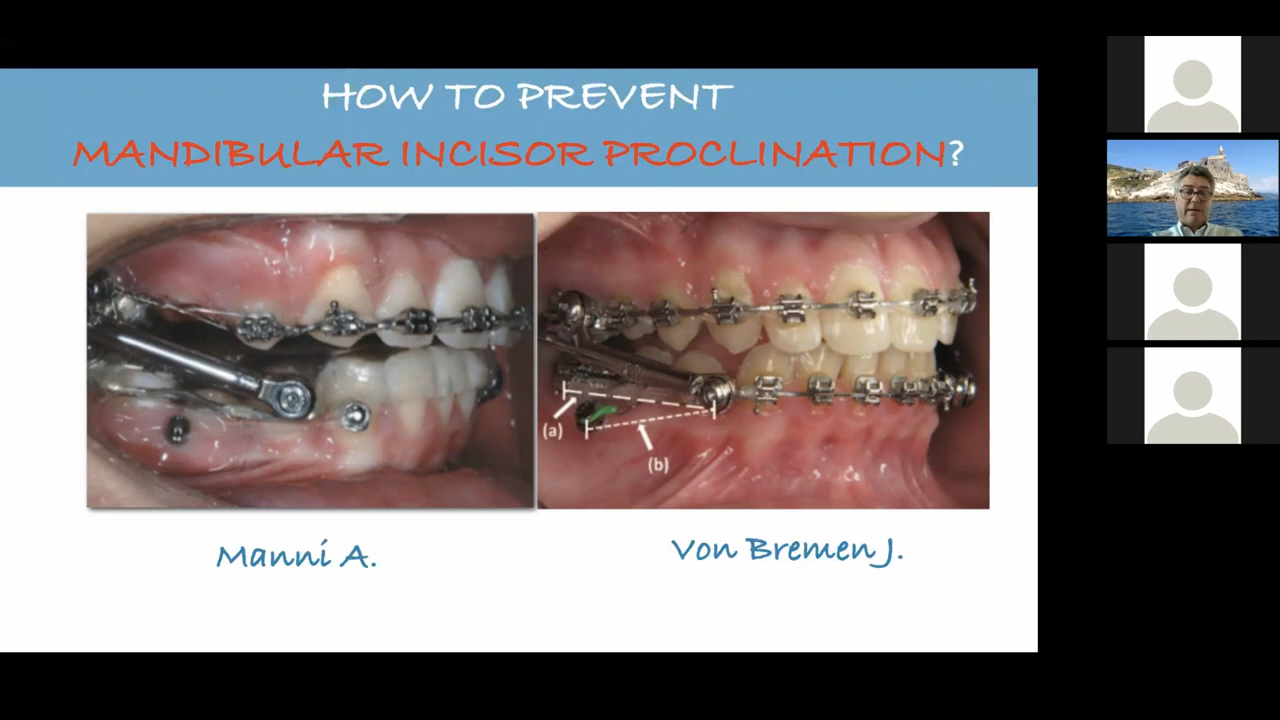 HOW TO PREVENT
MANDIBULAR INCISOR PROCLINATION?
(a)
(b)
Manni A.
Von Bremen J.